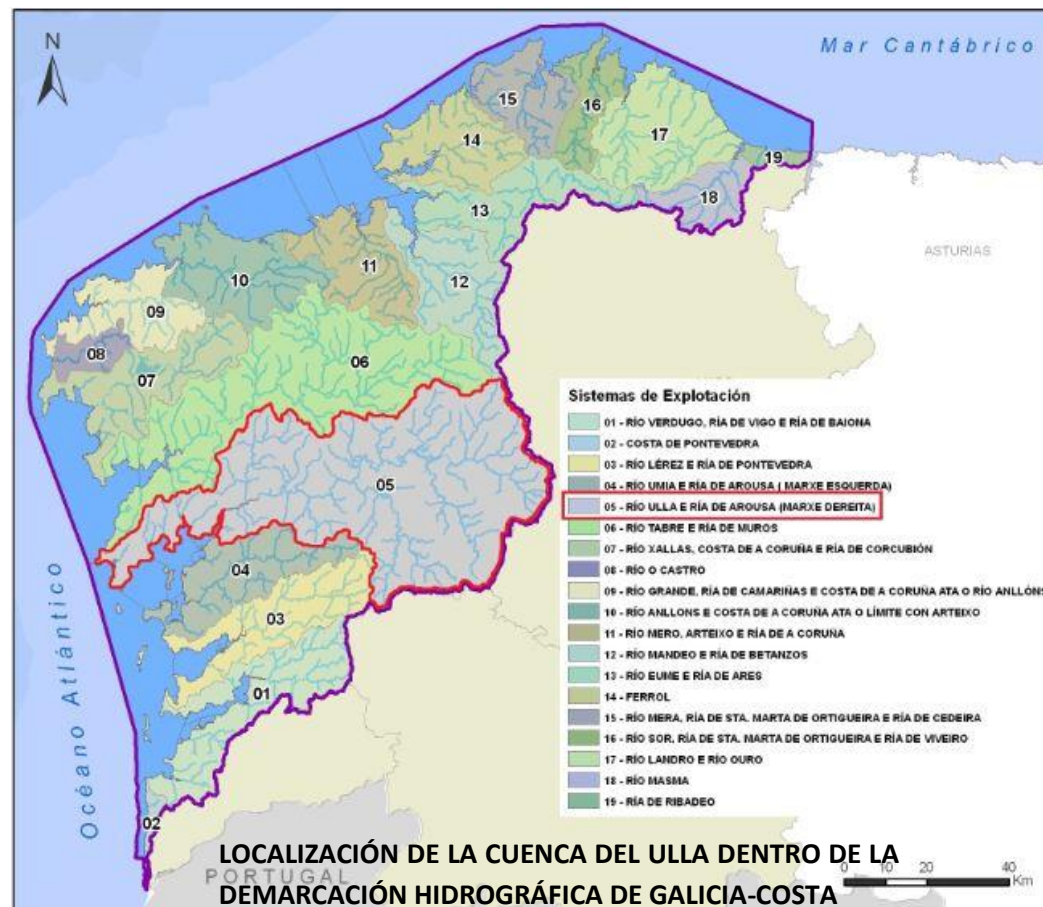 N
Mar Cantábrico
15
16
17
14
19
18
13
11
12
10
09
08
07
06
05
04
03
01
02
ASTURIAS
Océano Atlántico
PORTUGAL
Sistemas de Explotación
01 - RÍO VERDUGO, RÍA DE VIGO E RÍA DE BAIONA
02 - COSTA DE PONTEVEDRA
03 - RÍO LÉREZ E RÍA DE PONTEVEDRA
04 - RÍO UMIA E RÍA DE AROUSA ( MARXE ESQUERDA)
05 - RÍO ULLA E RÍA DE AROUSA (MARXE DEREITA)
06 - RÍO TABRE E RÍA DE MUROS
07 - RÍO XALLAS, COSTA DE A CORUÑA E RÍA DE CORCUBIÓN
08 - RÍO O CASTRO
09 - RÍO GRANDE, RÍA DE CAMARIÑAS E COSTA DE A CORUÑA ATA O RÍO ANLLÓNS
10 - RÍO ANLLONS E COSTA DE A CORUÑA ATA O LÍMITE CON ARTEIXO
11 - RÍO MERO, ARTEIXO E RÍA DE A CORUÑA
12 - RÍO MANDEO E RÍA DE BETANZOS
13 - RÍO EUME E RÍA DE ARES
14 - FERROL
15 - RÍO MERA, RÍA DE STA. MARTA DE ORTIGUEIRA E RÍA DE CEDEIRA
16 - RÍO SOR, RÍA DE STA. MARTA DE ORTIGUEIRA E RÍA DE VIVEIRO
17 - RÍO LANDRO E RÍO OURO
18 - RÍO MASMA
19 - RÍA DE RIBADEO
LOCALIZACIÓN DE LA CUENCA DEL ULLA DENTRO DE LA
DEMARCACIÓN HIDROGRÁFICA DE GALICIA-COSTA
0 10 20 40
Km